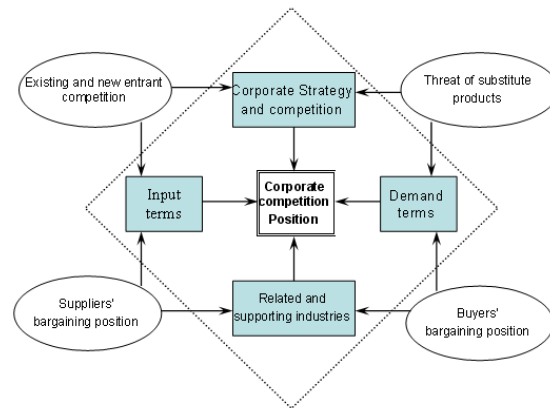 Existing and new entrant
competition
Corporate Strategy
and competition
Threat of substitute
products
Input
terms
Corporate
competition
Position
Demand
terms
Suppliers'
bargaining position
Related and
supporting industries
Buyers'
bargaining position